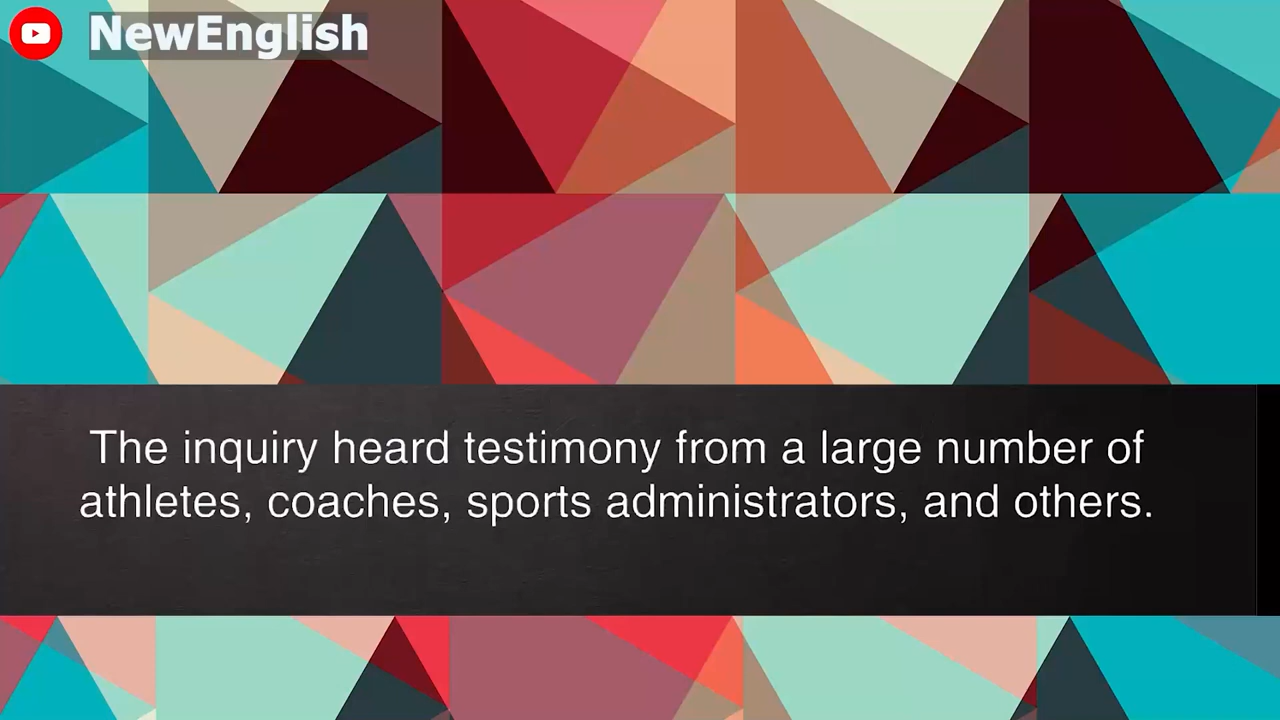 NewEnglish
The inquiry heard testimony from a large number of
athletes, coaches, sports administrators, and others.